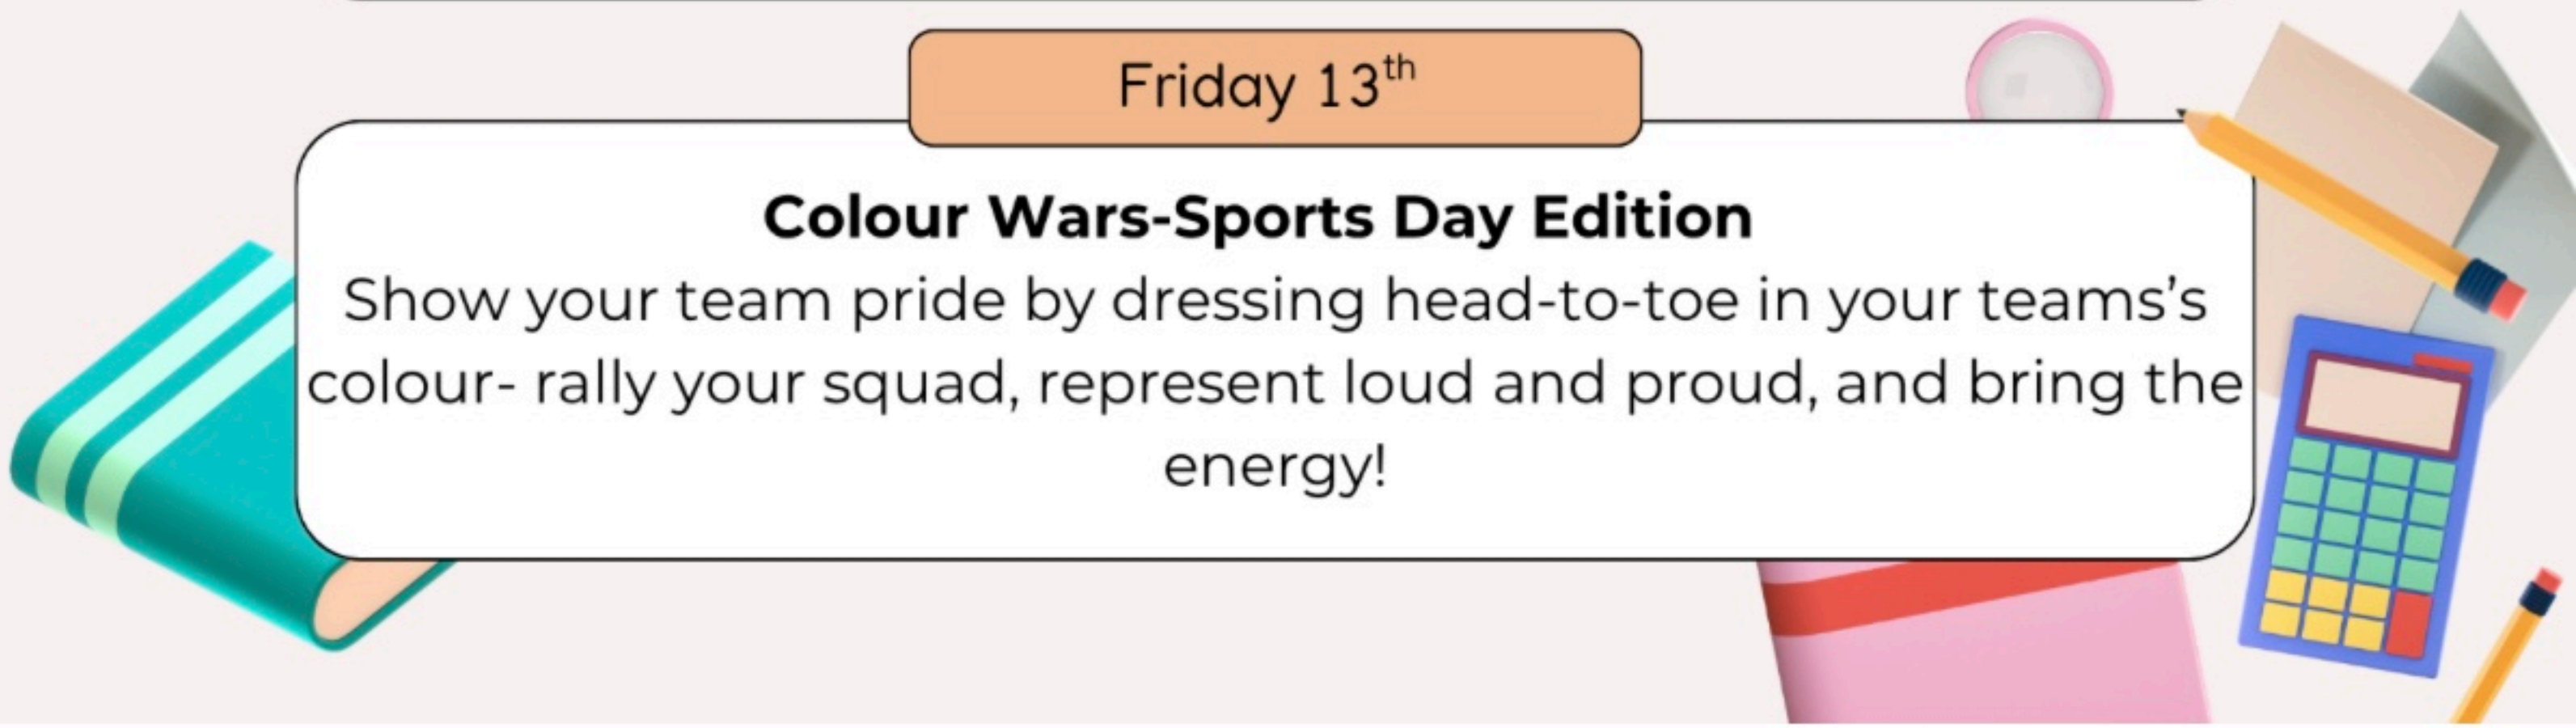 Friday 13th
Colour Wars-Sports Day Edition
Show your team pride by dressing head-to-toe in your teams's
colour- rally your squad, represent loud and proud, and bring the
energy!